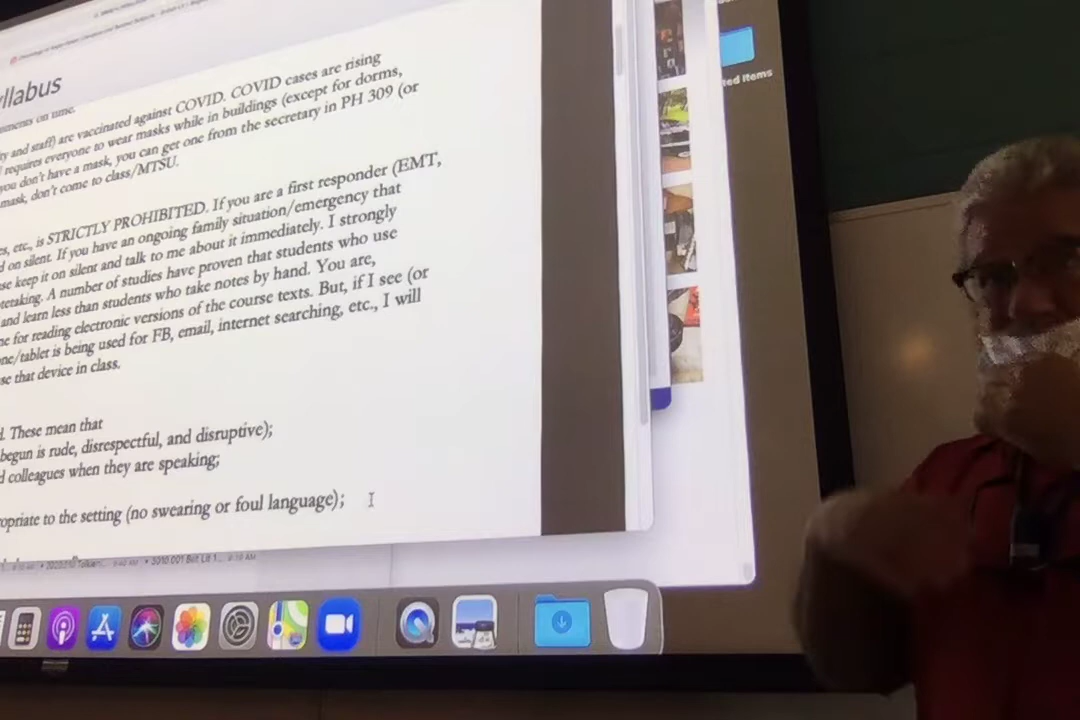 llabus
ments on time.
ty and staff) are vaccinated against COVID. COVID cases are rising
requires everyone to wear masks while in buildings (except for dorms,
you don't have a mask, you can get one from the secretary in PH 309 (or
mask, don't come to class/MTSU.
es, etc., is STRICTLY PROHIBITED. If you are a first responder (EMT,
d on silent. If you have an ongoing family situation/emergency that
se keep it on silent and talk to me about it immediately. I strongly
otetaking. A number of studies have proven that students who use
and learn less than students who take notes by hand. You are,
ne for reading electronic versions of the course texts. But, if I see (or
one/tablet is being used for FB, email, internet searching, etc., I will
se that device in class.
d. These mean that
begun is rude, disrespectful, and disruptive);
d colleagues when they are speaking;
opriate to the setting (no swearing or foul language);
ted Items